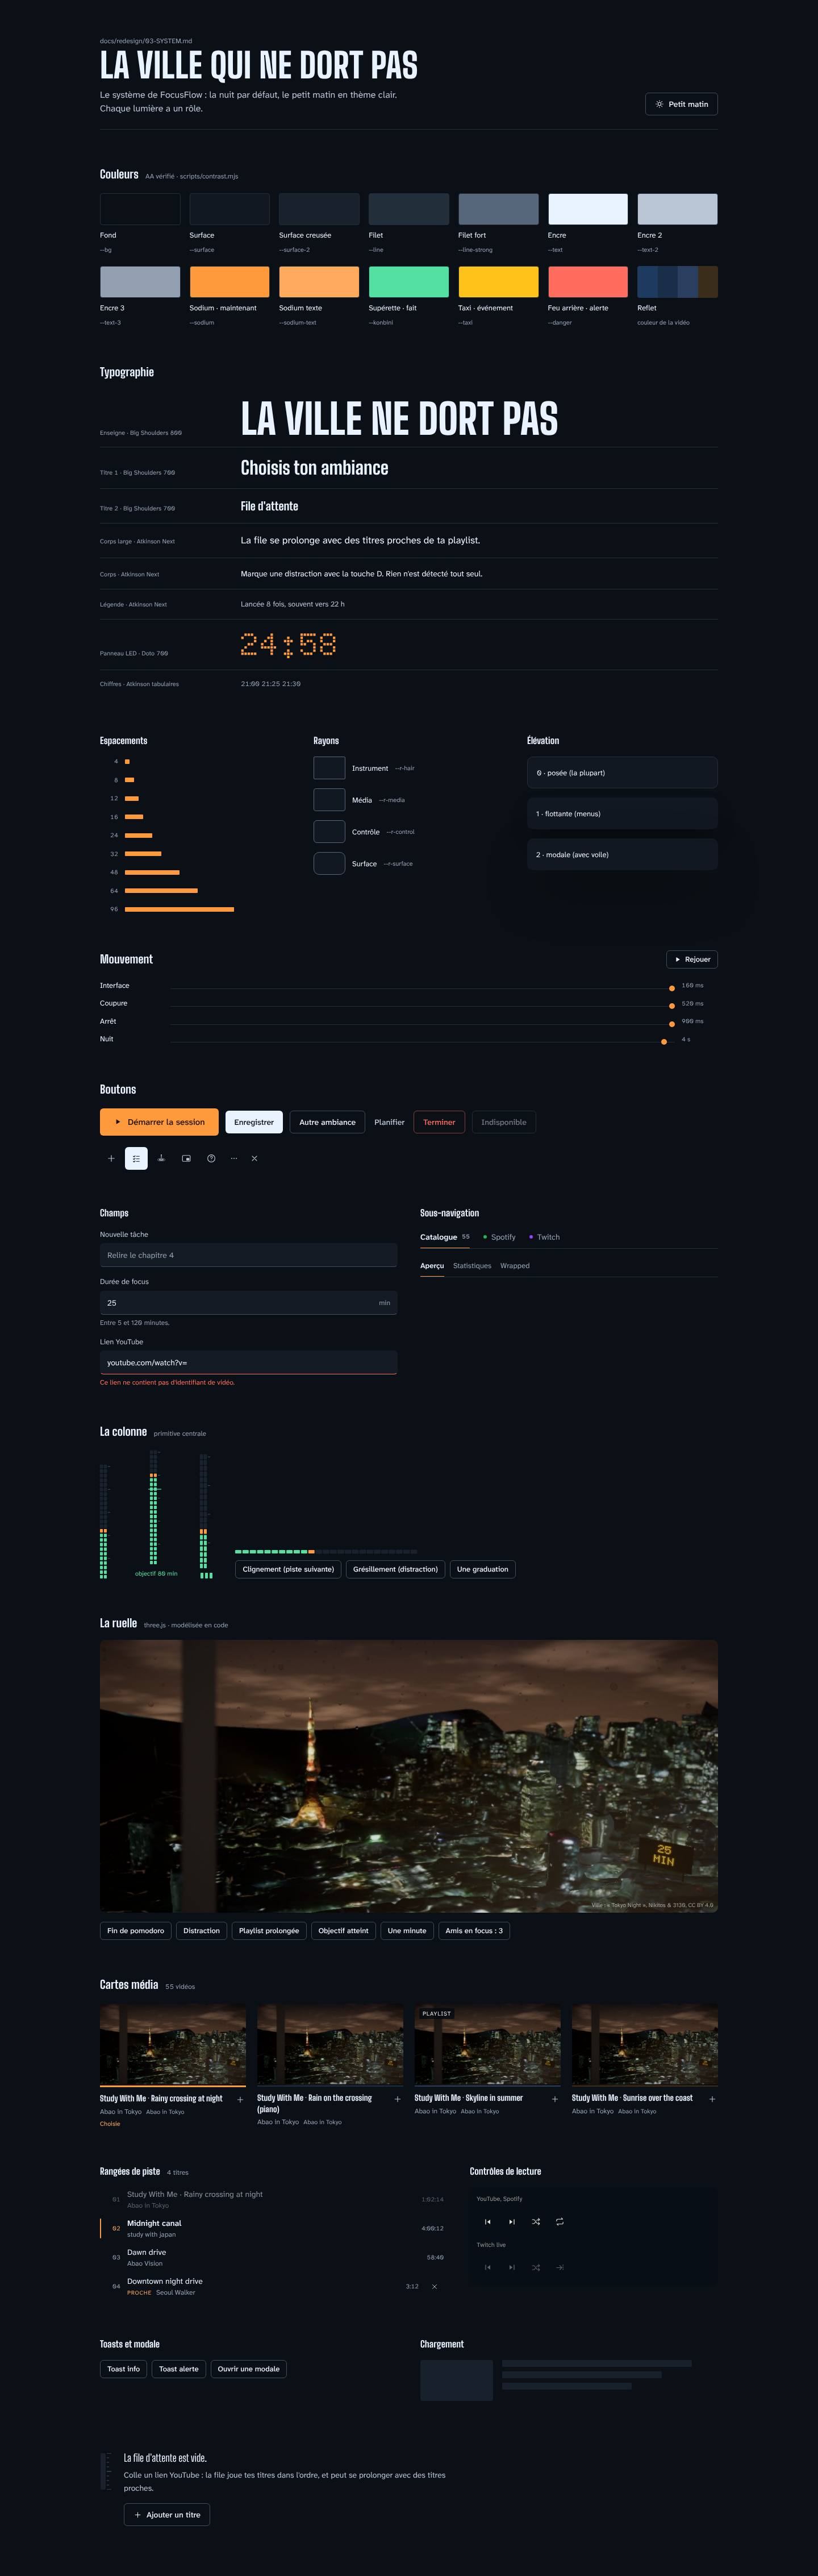 docs/redesign/03-SYSTEM.md
LA VILLE QUI NE DORT PAS
Le système de FocusFlow : la nuit par défaut, le petit matin en thème clair.
Chaque lumière a un rôle.
Petit matin
Couleurs AA vérifié · scripts/contrast.mjs
Fond
--bg
Surface
--surface
Surface creusée
--surface-2
Filet
--line
Filet fort
--line-strong
Encre
--text
Encre 2
--text-2
Encre 3
--text-3
Sodium · maintenant
--sodium
Sodium texte
--sodium-text
Supérette · fait
--konbini
Taxi · événement
--taxi
Feu arrière · alerte
--danger
Reflet
couleur de la vidéo
Typographie
Enseigne · Big Shoulders 800
LA VILLE NE DORT PAS
Titre 1 · Big Shoulders 700
Choisis ton ambiance
Titre 2 · Big Shoulders 700
File d'attente
Corps large · Atkinson Next
La file se prolonge avec des titres proches de ta playlist.
Corps · Atkinson Next
Marque une distraction avec la touche D. Rien n'est détecté tout seul.
Légende · Atkinson Next
Lancée 8 fois, souvent vers 22 h
Panneau LED · Doto 700
24:58
Chiffres · Atkinson tabulaires
21:00 21:25 21:30
Espacements
4
8
12
16
24
32
48
64
96
Rayons
Instrument --r-hair
Média --r-media
Contrôle --r-control
Surface --r-surface
Élévation
0 · posée (la plupart)
1 · flottante (menus)
2 · modale (avec voile)
Mouvement
Rejouer
Interface 160 ms
Coupure 520 ms
Arrêt 900 ms
Nuit 4 s
Boutons
Démarrer la session
Enregistrer
Autre ambiance
Planifier
Terminer
Indisponible
Champs
Nouvelle tâche
Relire le chapitre 4
Durée de focus
25 min
Entre 5 et 120 minutes.
Lien YouTube
youtube.com/watch?v=
Ce lien ne contient pas d'identifiant de vidéo.
Sous-navigation
Catalogue 55 Spotify Twitch
Aperçu Statistiques Wrapped
La colonne primitive centrale
objectif 80 min
Clignement (piste suivante)
Grésillement (distraction)
Une graduation
La ruelle three.js · modélisée en code
25
MIN
Ville : « Tokyo Night », Nikitos & 3130, CC BY 4.0
Fin de pomodoro
Distraction
Playlist prolongée
Objectif atteint
Une minute
Amis en focus : 3
Cartes média 55 vidéos
Study With Me · Rainy crossing at night
Abao in Tokyo Abao in Tokyo
Choisie
Study With Me · Rain on the crossing
(piano)
Abao in Tokyo Abao in Tokyo
PLAYLIST
Study With Me · Skyline in summer
Abao in Tokyo Abao in Tokyo
Study With Me · Sunrise over the coast
Abao in Tokyo Abao in Tokyo
Rangées de piste 4 titres
01 Study With Me · Rainy crossing at night 1:02:14
Abao in Tokyo
02 Midnight canal 4:00:12
study with japan
03 Dawn drive 58:40
Abao Vision
04 Downtown night drive 3:12
PROCHE Seoul Walker
Contrôles de lecture
YouTube, Spotify
Twitch live
Toasts et modale
Toast info
Toast alerte
Ouvrir une modale
Chargement
La file d'attente est vide.
Colle un lien YouTube : la file joue tes titres dans l'ordre, et peut se prolonger avec des titres
proches.
Ajouter un titre